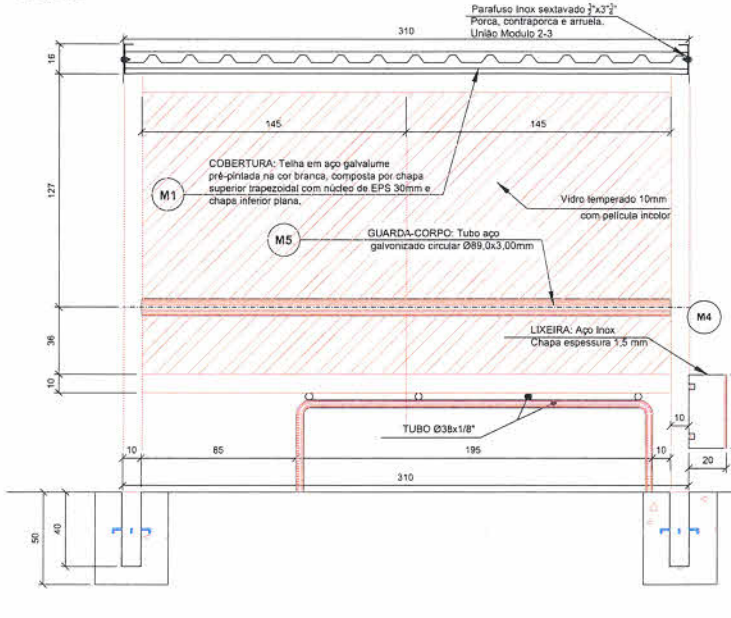 Parafuso Inox sextavado ½"x3"½"
Porca, contraporca e arruela.
União Modulo 2-3
310
16
145
145
COBERTURA: Telha em aço galvalume
pré-pintada na cor branca, composta por chapa
superior trapezoidal com núcleo de EPS 30mm e
chapa inferior plana.
M1
127
Vidro temperado 10mm
com película incolor
M5
GUARDA-CORPO: Tubo aço
galvonizado circular Ø89,0x3,00mm
M4
LIXEIRA: Aço Inox
Chapa espessura 1,5 mm
36
10
TUBO Ø38x1/8"
10
10
85
195
10
20
310
50
40